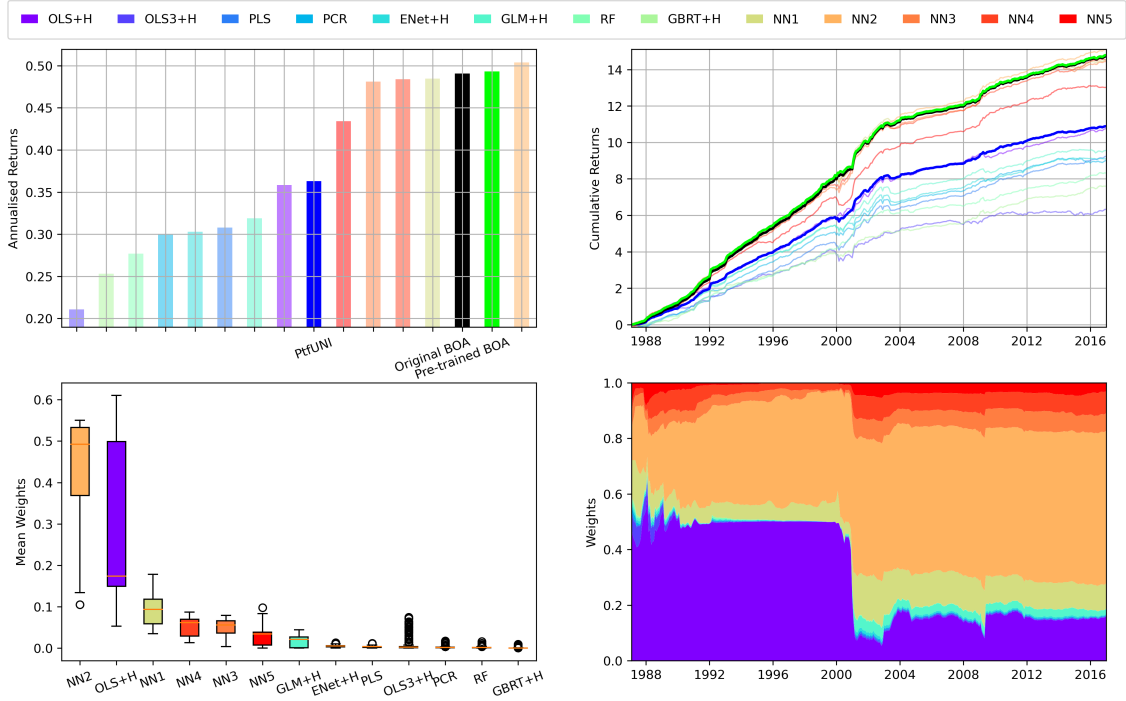 OLS+H OLS3+H PLS PCR ENet+H GLM+H RF GBRT+H NN1 NN2 NN3 NN4 NN5
Annualised Returns
0.50
0.45
0.40
0.35
0.30
0.25
0.20
PtfUNI
Original BOA
Pre-trained BOA
Cumulative Returns
14
12
10
8
6
4
2
0
1988 1992 1996 2000 2004 2008 2012 2016
Mean Weights
0.6
0.5
0.4
0.3
0.2
0.1
0.0
NN2 OLS+H NN1 NN4 NN3 NN5 GLM+H ENet+H PLS OLS3+H PCR RF GBRT+H
Weights
1.0
0.8
0.6
0.4
0.2
0.0
1988 1992 1996 2000 2004 2008 2012 2016